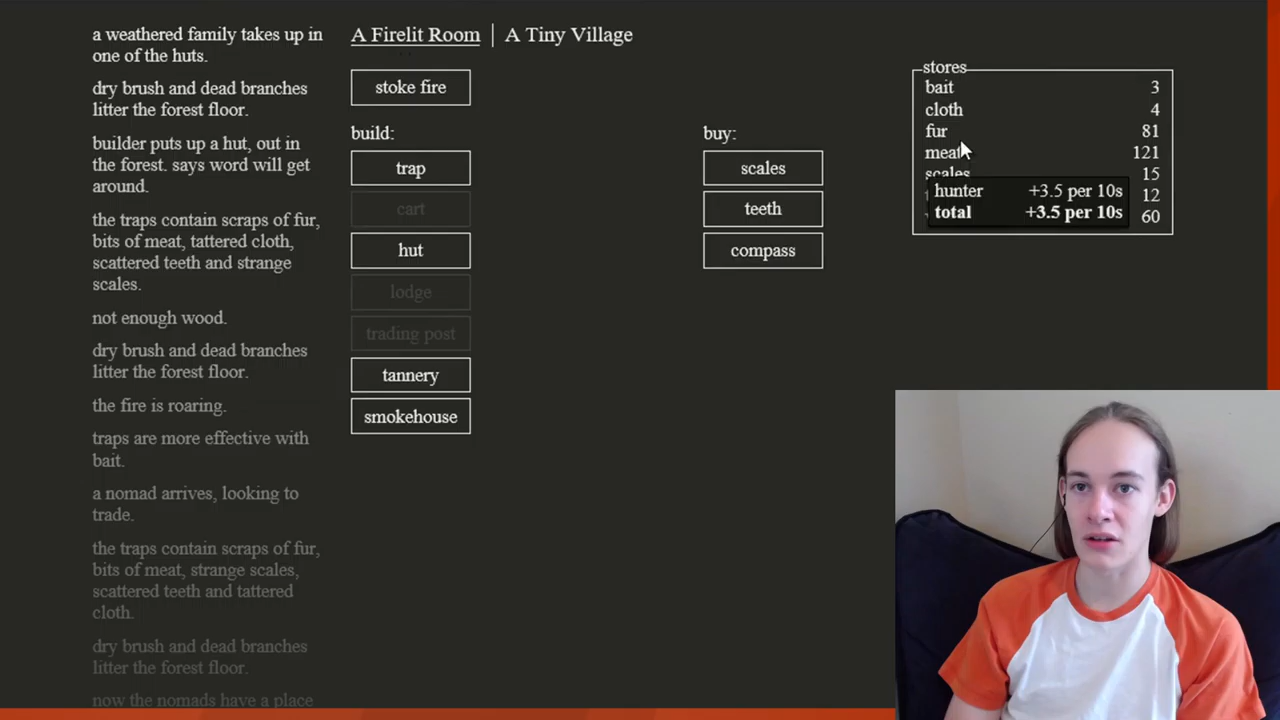 a weathered family takes up in
one of the huts.
dry brush and dead branches
litter the forest floor.
builder puts up a hut, out in
the forest. says word will get
around.
the traps contain scraps of fur,
bits of meat, tattered cloth,
scattered teeth and strange
scales.
not enough wood.
dry brush and dead branches
litter the forest floor.
the fire is roaring.
traps are more effective with
bait.
a nomad arrives, looking to
trade.
the traps contain scraps of fur,
bits of meat, strange scales,
scattered teeth and tattered
cloth.
dry brush and dead branches
litter the forest floor.
now the nomads have a place
A Firelit Room | A Tiny Village
stoke fire
build:
trap
cart
hut
lodge
trading post
tannery
smokehouse
buy:
scales
teeth
compass
stores
bait 3
cloth 4
fur 81
meat 121
scales 15
12
60
hunter +3.5 per 10s
total +3.5 per 10s